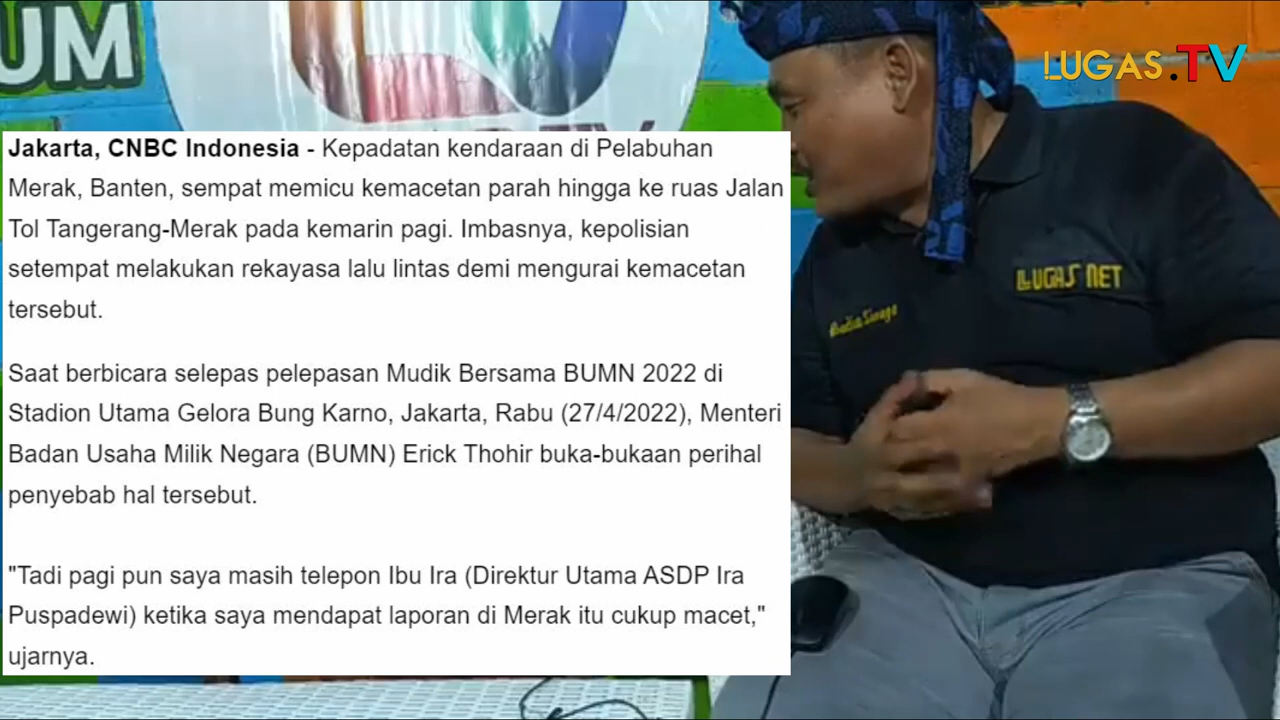 UM
LUGAS.TV
Jakarta, CNBC Indonesia - Kepadatan kendaraan di Pelabuhan
Merak, Banten, sempat memicu kemacetan parah hingga ke ruas Jalan
Tol Tangerang-Merak pada kemarin pagi. Imbasnya, kepolisian
setempat melakukan rekayasa lalu lintas demi mengurai kemacetan
tersebut.
Saat berbicara selepas pelepasan Mudik Bersama BUMN 2022 di
Stadion Utama Gelora Bung Karno, Jakarta, Rabu (27/4/2022), Menteri
Badan Usaha Milik Negara (BUMN) Erick Thohir buka-bukaan perihal
penyebab hal tersebut.
"Tadi pagi pun saya masih telepon Ibu Ira (Direktur Utama ASDP Ira
Puspadewi) ketika saya mendapat laporan di Merak itu cukup macet,"
ujarnya.
LUGAS NET